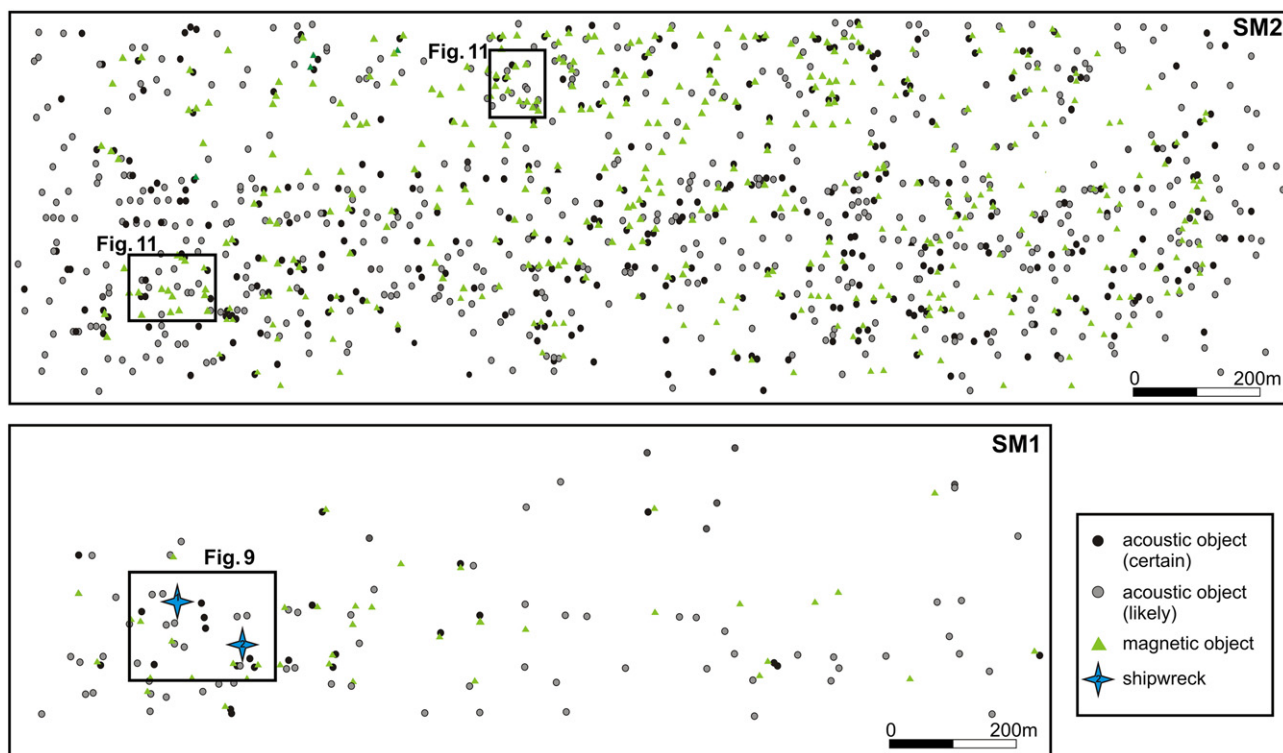 SM2
Fig. 11
Fig. 11
0 200m
SM1
Fig. 9
0 200m
acoustic object
(certain)
acoustic object
(likely)
magnetic object
shipwreck